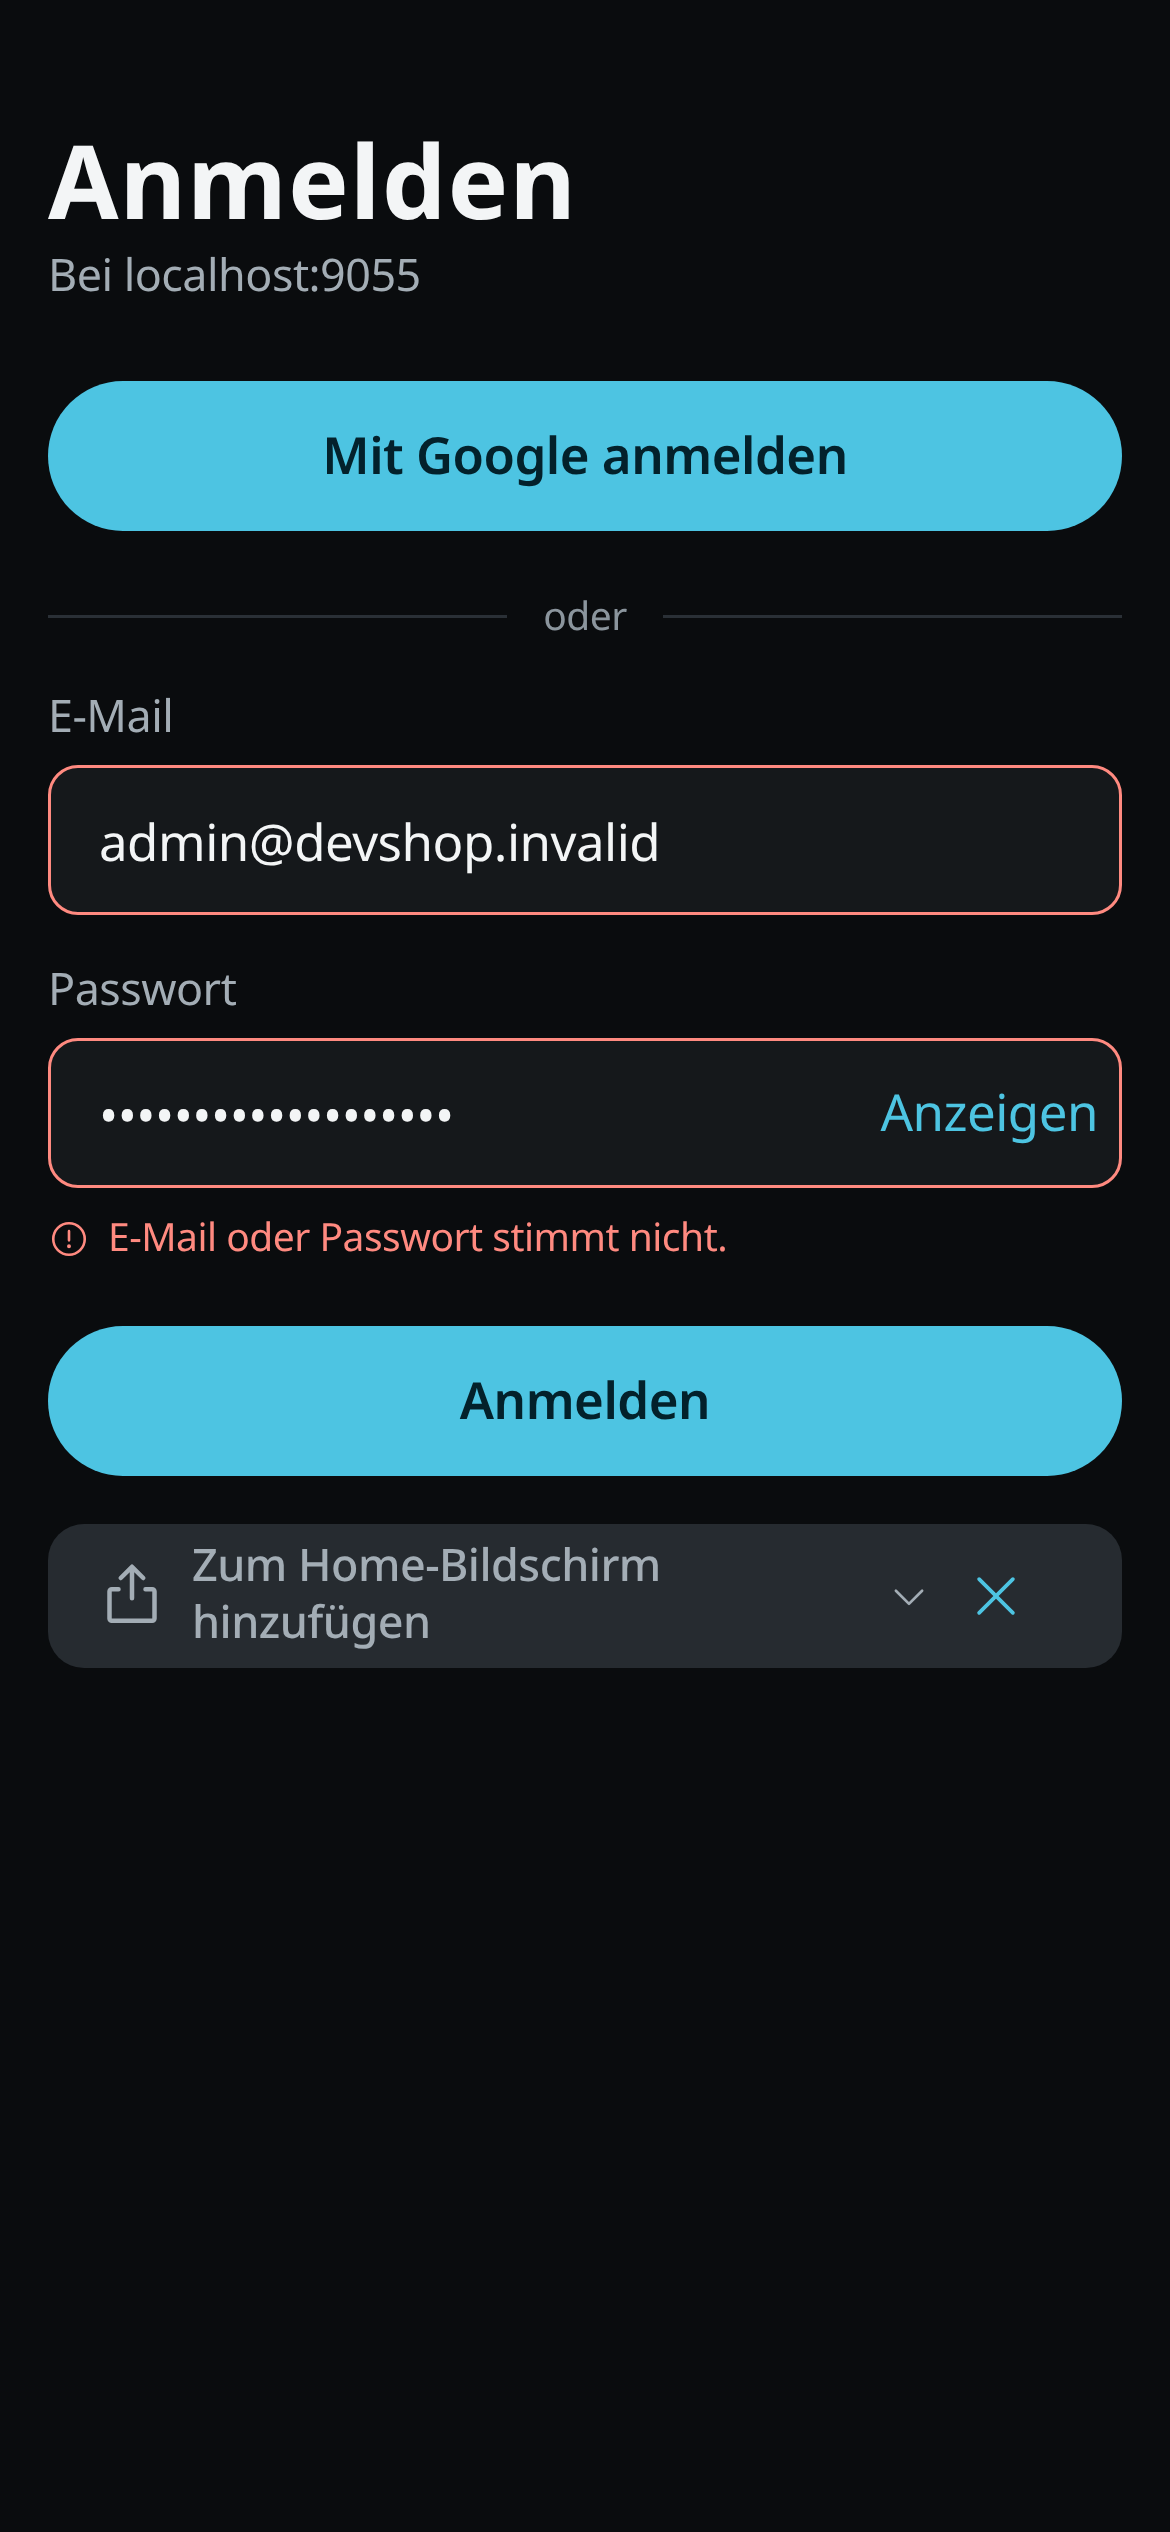 Anmelden
Bei localhost:9055
Mit Google anmelden
oder
E-Mail
admin@devshop.invalid
Passwort
•••••••••••••••••••
Anzeigen
E-Mail oder Passwort stimmt nicht.
Anmelden
Zum Home-Bildschirm
hinzufügen